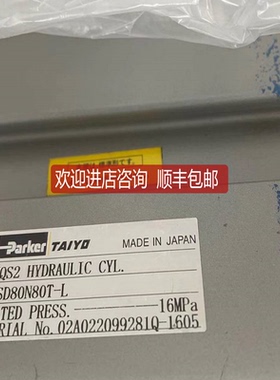 欢迎进店咨询 顺丰包邮
Parker TAIYO MADE IN JAPAN
QS2 HYDRAULIC CYL.
SD80N80T-L
TED PRESS. 16MPa
RIAL No. 02A022099281Q-1605